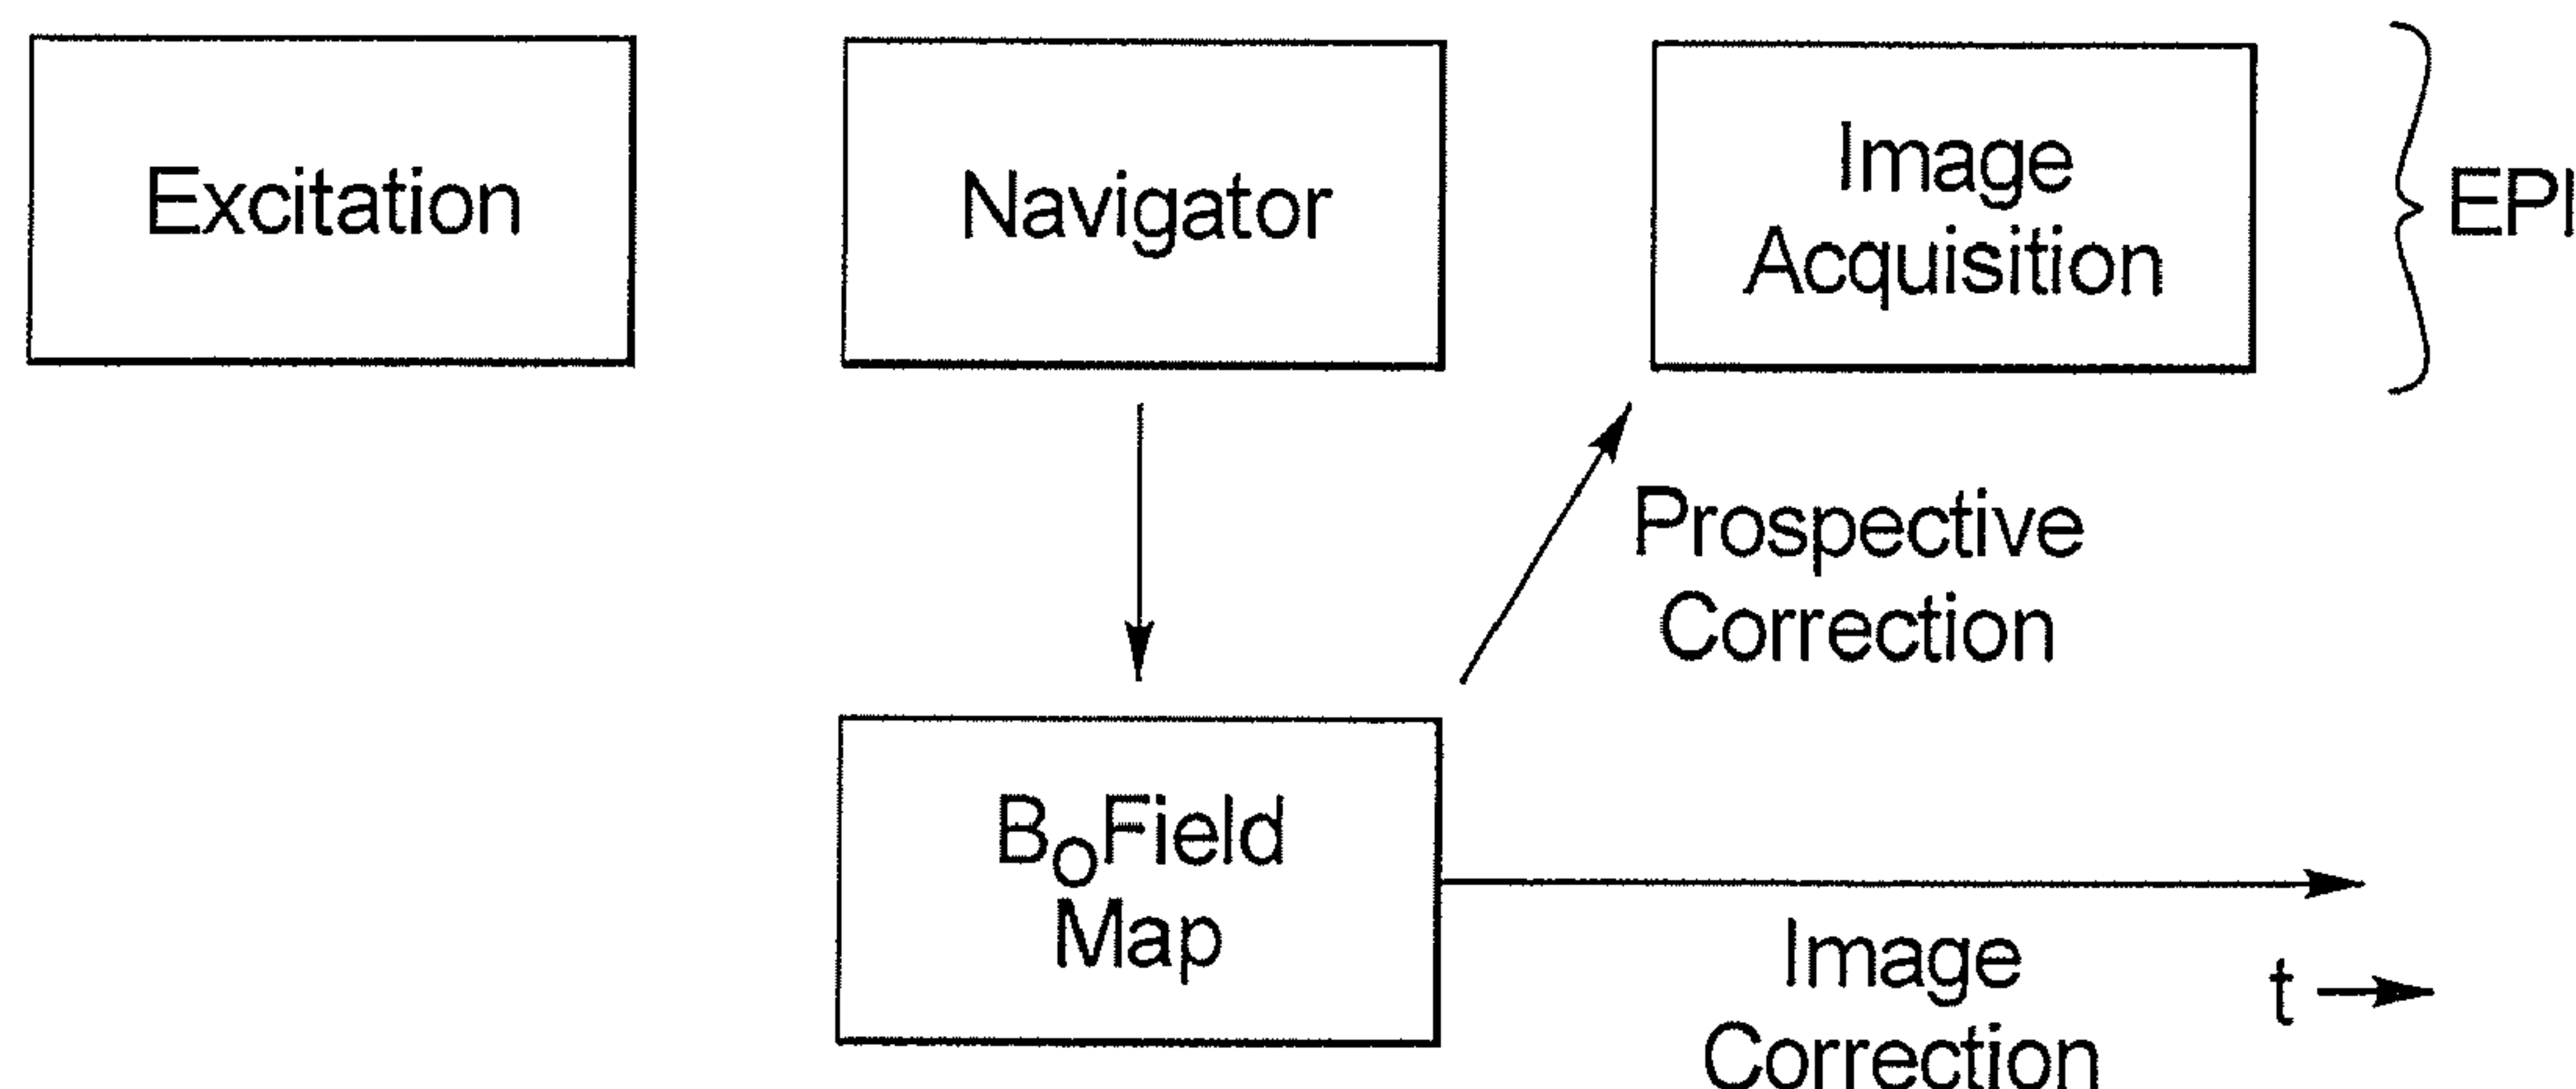 Excitation
Navigator
Image
Acquisition
EPI
Prospective
Correction
B₀Field
Map
Image
Correction
t